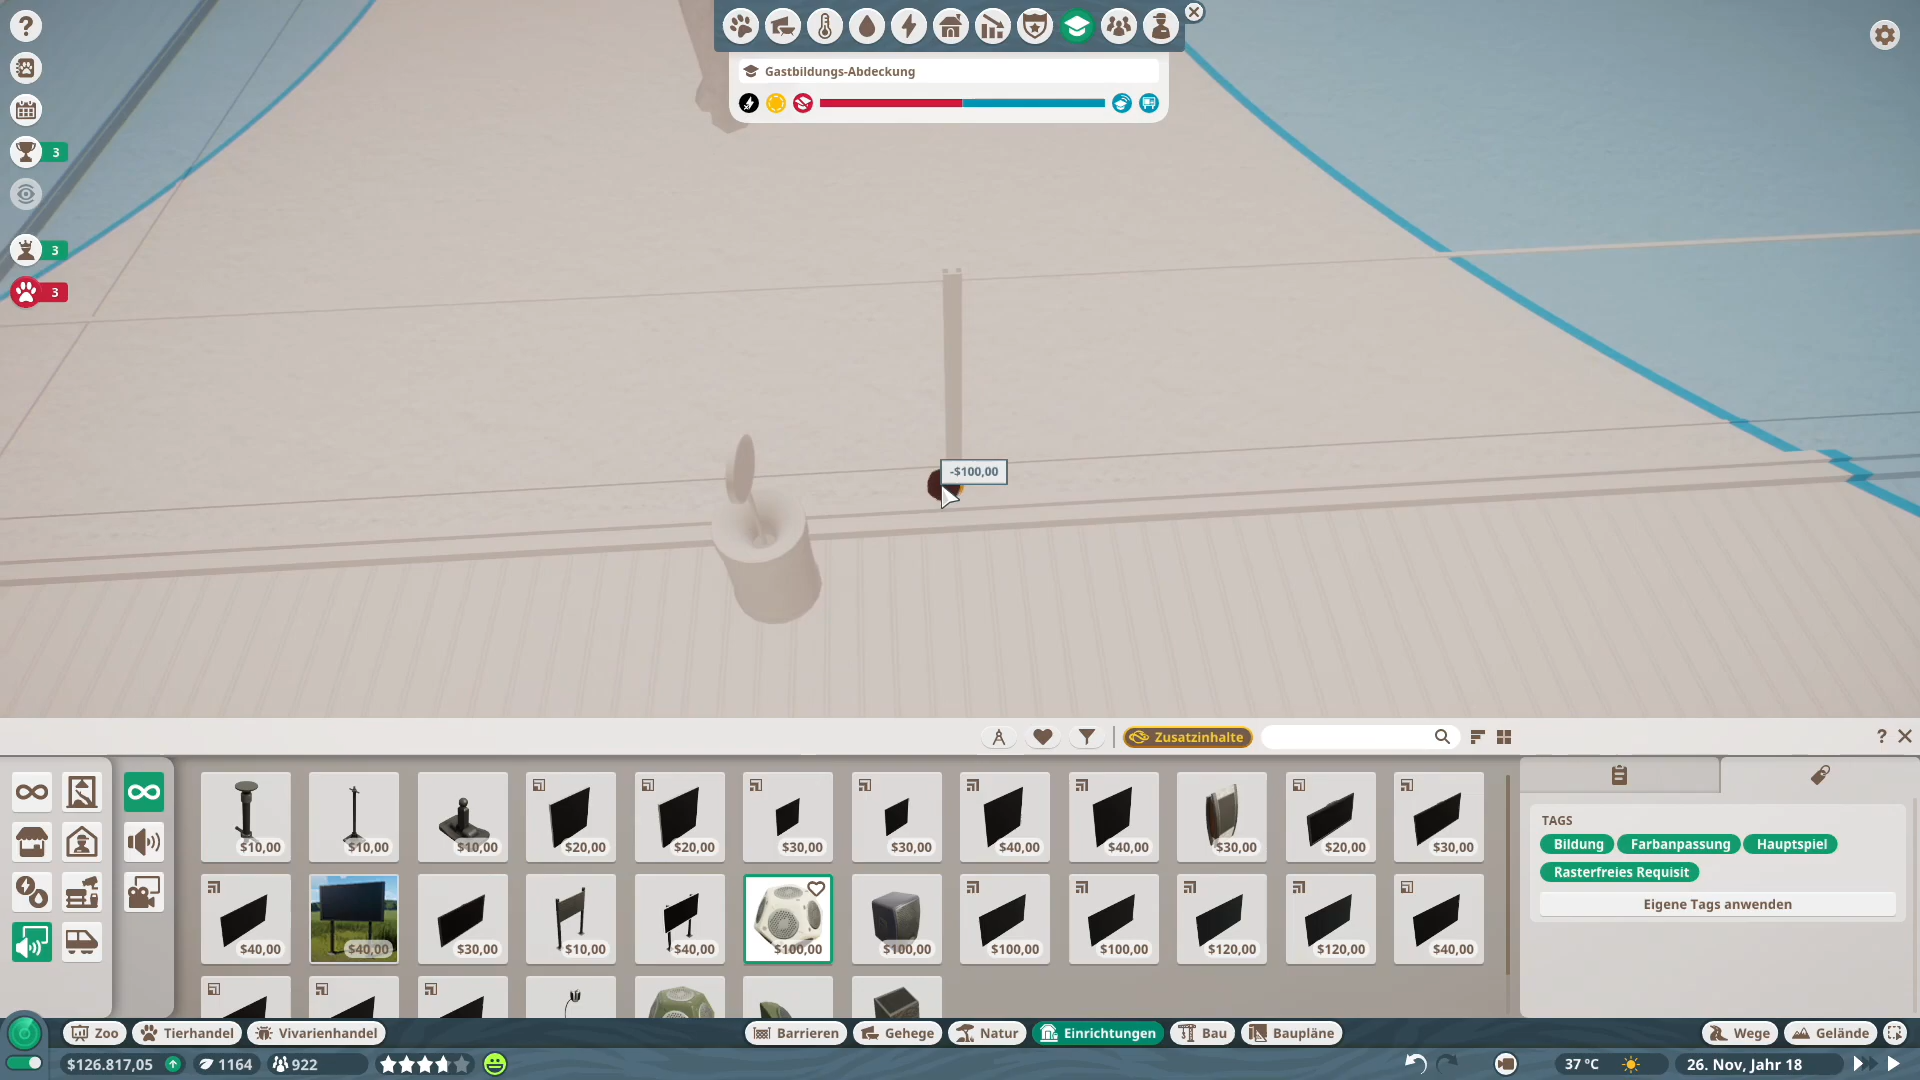 Gastbildungs-Abdeckung
3
3
3
-$100,00
Zusatzinhalte
?
$10,00 $10,00 $10,00 $20,00 $20,00 $30,00 $30,00 $40,00 $40,00 $30,00 $20,00 $30,00
$40,00 $40,00 $30,00 $10,00 $40,00 $100,00 $100,00 $100,00 $100,00 $120,00 $120,00 $40,00
TAGS
Bildung Farbanpassung Hauptspiel
Rasterfreies Requisit
Eigene Tags anwenden
Zoo Tierhandel Vivarienhandel Barrieren Gehege Natur Einrichtungen Bau Baupläne Wege Gelände
$126.817,05 1164 922 37 °C 26. Nov, Jahr 18